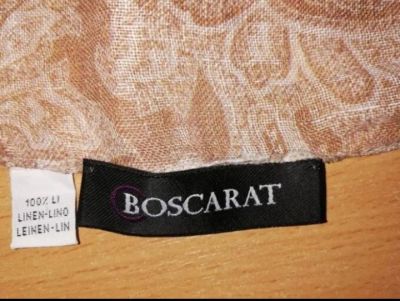 100% LI
LINEN-LINO
LEINEN-LIN
BOSCARAT